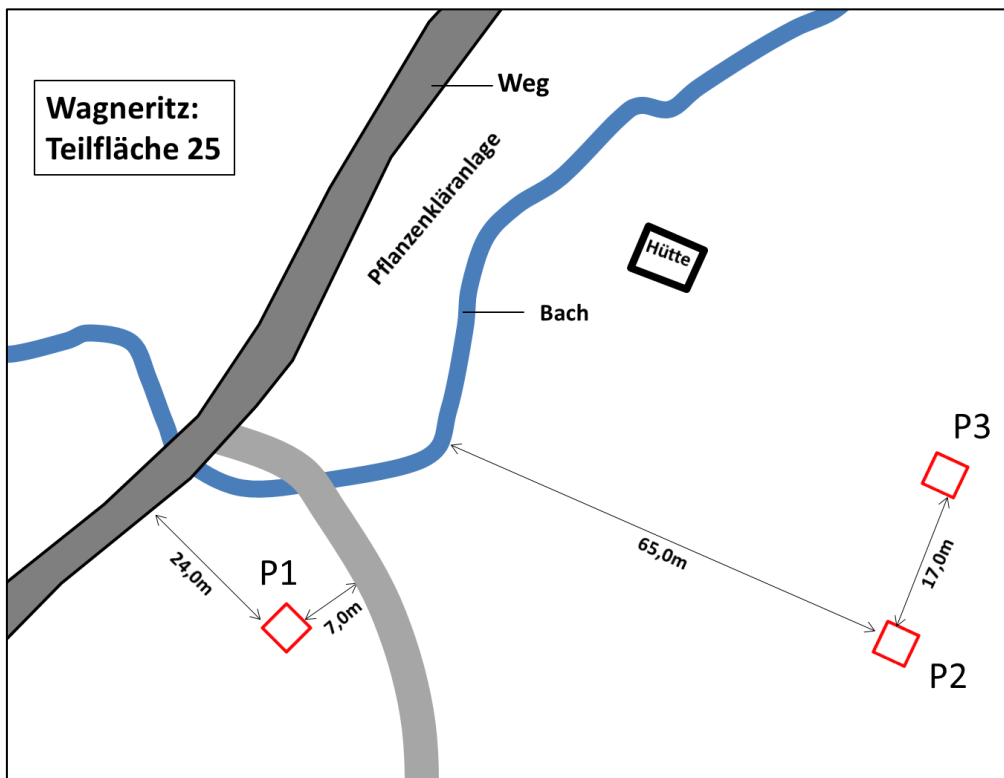 Wagneritz:
Teilfläche 25
Weg
Pflanzenkläranlage
Hütte
Bach
P3
65,0m
17,0m
24,0m
P1
7,0m
P2